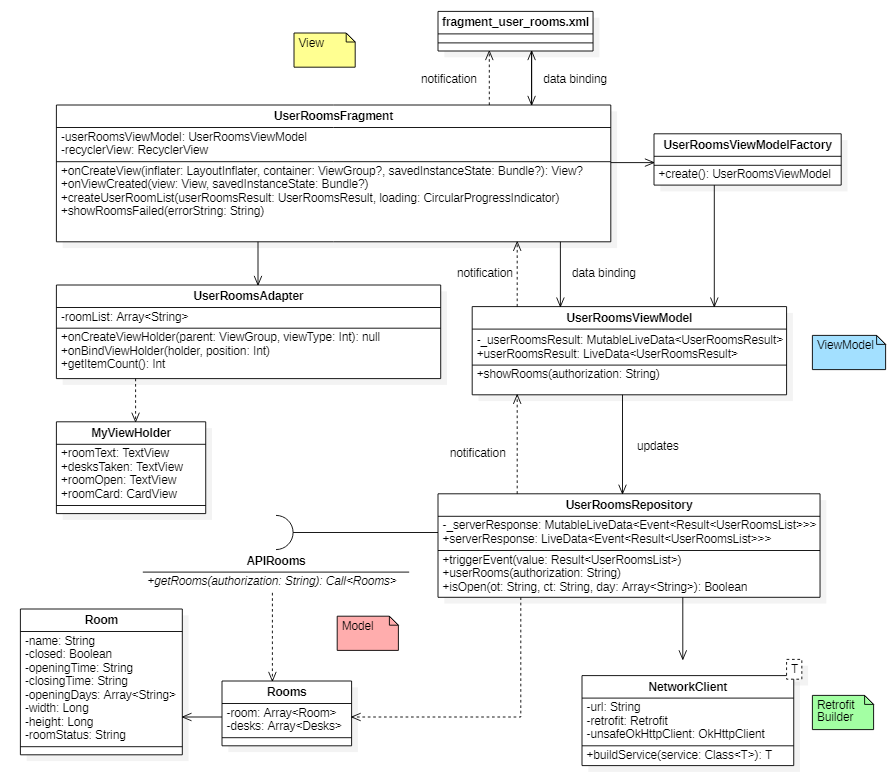 fragment_user_rooms.xml
View
notification
data binding
UserRoomsFragment
-userRoomsViewModel: UserRoomsViewModel
-recyclerView: RecyclerView
+onCreateView(inflater: LayoutInflater, container: ViewGroup?, savedInstanceState: Bundle?): View?
+onViewCreated(view: View, savedInstanceState: Bundle?)
+createUserRoomList(userRoomsResult: UserRoomsResult, loading: CircularProgressIndicator)
+showRoomsFailed(errorString: String)
UserRoomsViewModelFactory
+create(): UserRoomsViewModel
notification
data binding
UserRoomsAdapter
-roomList: Array<String>
+onCreateViewHolder(parent: ViewGroup, viewType: Int): null
+onBindViewHolder(holder, position: Int)
+getItemCount(): Int
UserRoomsViewModel
-_userRoomsResult: MutableLiveData<UserRoomsResult>
+userRoomsResult: LiveData<UserRoomsResult>
+showRooms(authorization: String)
ViewModel
MyViewHolder
+roomText: TextView
+desksTaken: TextView
+roomOpen: TextView
+roomCard: CardView
notification
updates
UserRoomsRepository
-_serverResponse: MutableLiveData<Event<Result<UserRoomsList>>>
+serverResponse: LiveData<Event<Result<UserRoomsList>>>
+triggerEvent(value: Result<UserRoomsList>)
+userRooms(authorization: String)
+isOpen(ot: String, ct: String, day: Array<String>): Boolean
APIRooms
+getRooms(authorization: String): Call<Rooms>
Model
Room
-name: String
-closed: Boolean
-openingTime: String
-closingTime: String
-openingDays: Array<String>
-width: Long
-height: Long
-roomStatus: String
Rooms
-room: Array<Room>
-desks: Array<Desks>
T
NetworkClient
-url: String
-retrofit: Retrofit
-unsafeOkHttpClient: OkHttpClient
+buildService(service: Class<T>): T
Retrofit
Builder